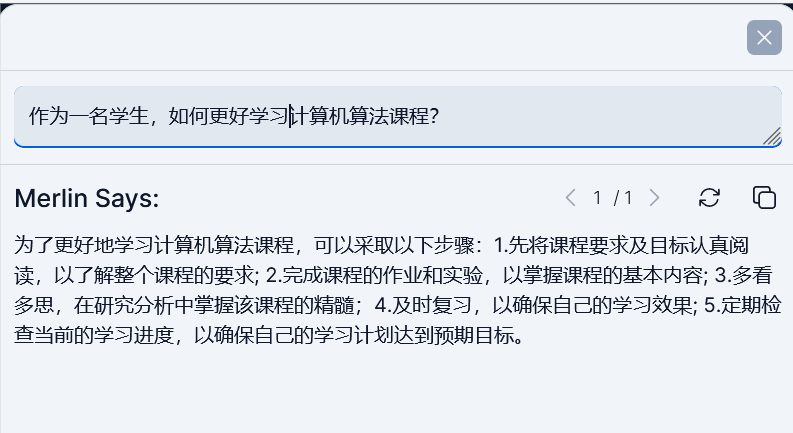 作为一名学生，如何更好学习计算机算法课程？
Merlin Says:
1 / 1
为了更好地学习计算机算法课程，可以采取以下步骤：1.先将课程要求及目标认真阅
读，以了解整个课程的要求; 2.完成课程的作业和实验，以掌握课程的基本内容; 3.多看
多思，在研究分析中掌握该课程的精髓；4.及时复习，以确保自己的学习效果; 5.定期检
查当前的学习进度，以确保自己的学习计划达到预期目标。